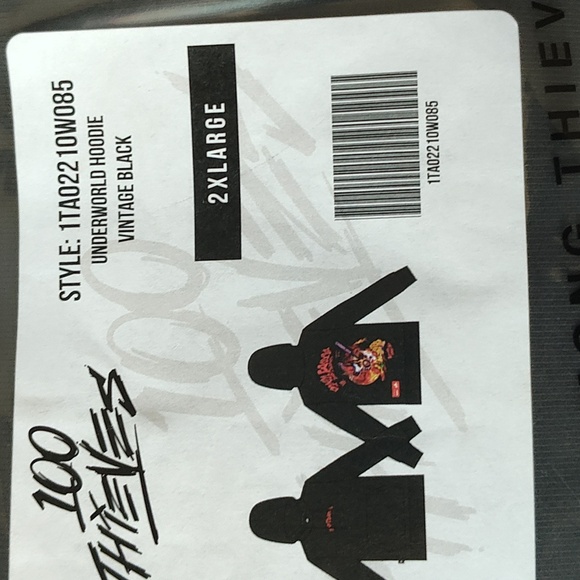 100
THIEVES
STYLE: 1TA02210W085
UNDERWORLD HOODIE
VINTAGE BLACK
2XLARGE
1TA02210W085